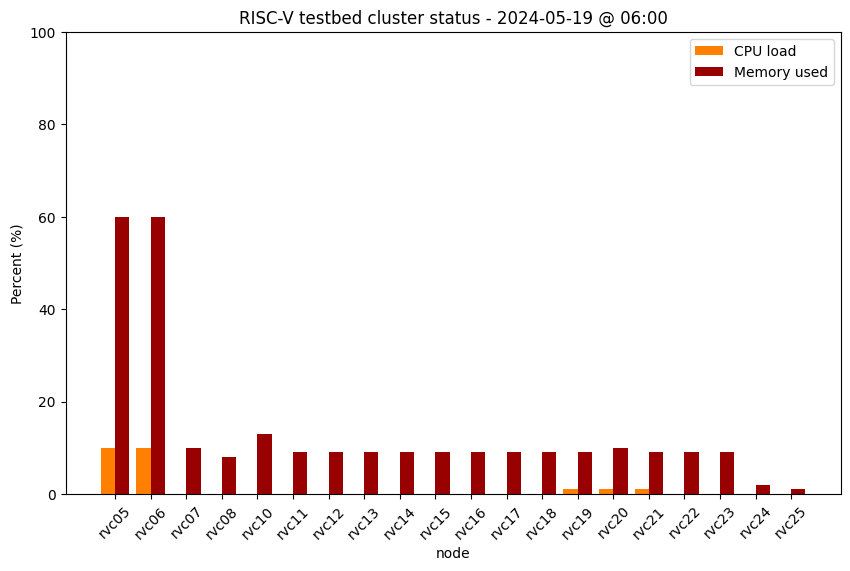 RISC-V testbed cluster status - 2024-05-19 @ 06:00
CPU load
Memory used
Percent (%)
100
80
60
40
20
0
rvc05 rvc06 rvc07 rvc08 rvc10 rvc11 rvc12 rvc13 rvc14 rvc15 rvc16 rvc17 rvc18 rvc19 rvc20 rvc21 rvc22 rvc23 rvc24 rvc25
node